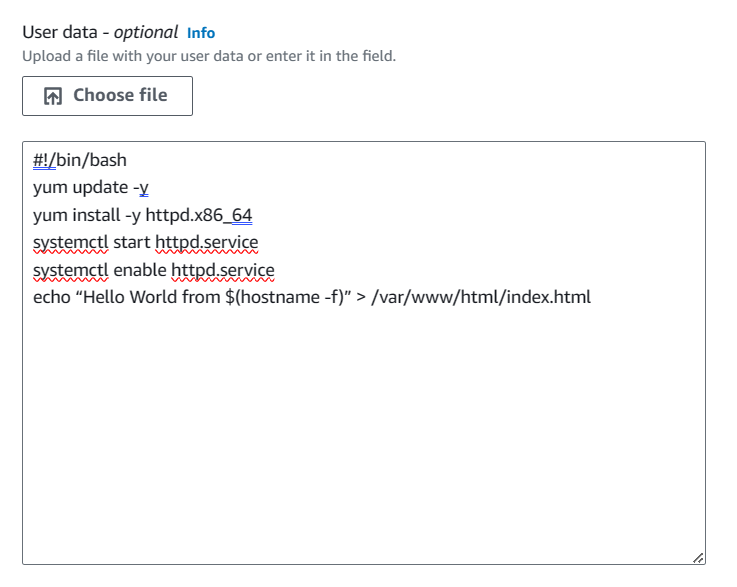 User data - optional Info
Upload a file with your user data or enter it in the field.
Choose file
#!/bin/bash
yum update -y
yum install -y httpd.x86_64
systemctl start httpd.service
systemctl enable httpd.service
echo “Hello World from $(hostname -f)” > /var/www/html/index.html